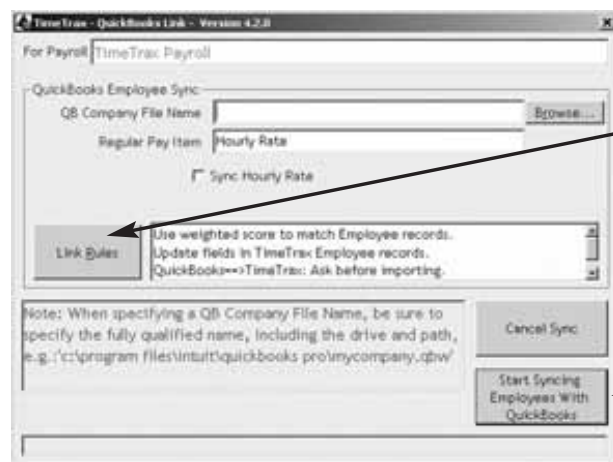 TimeTrax - QuickBooks Link - Version 4.2.0
For Payroll TimeTrax Payroll
QuickBooks Employee Sync
QB Company File Name
Browse...
Regular Pay Item Hourly Rate
Sync Hourly Rate
Link Rules
Use weighted score to match Employee records.
Update fields in TimeTrax Employee records.
QuickBooks==>TimeTrax: Ask before importing.
Note: When specifying a QB Company File Name, be sure to
specify the fully qualified name, including the drive and path,
e.g.:'c:\program files\intuit\quickbooks pro\mycompany.qbw'
Cancel Sync
Start Syncing
Employees With
QuickBooks